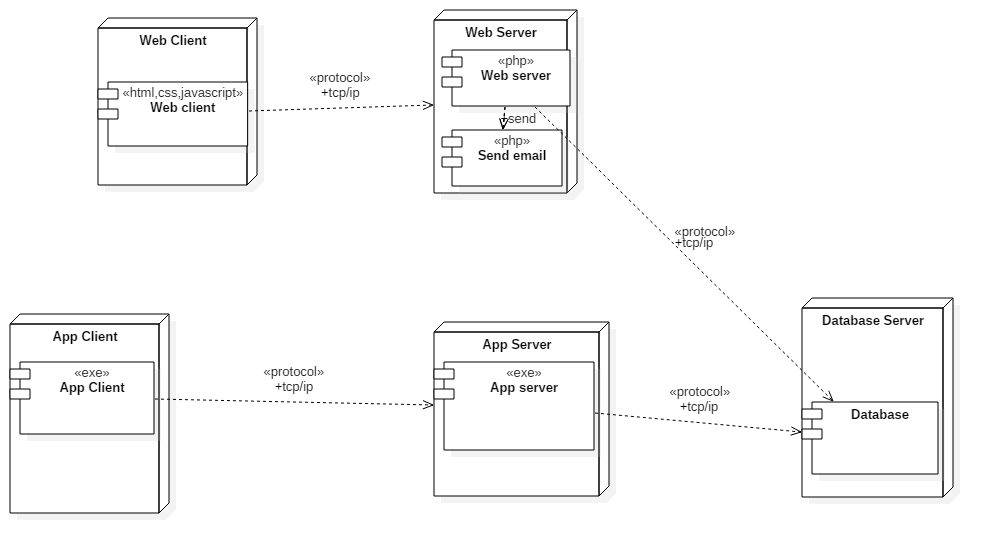 Web Client
«html,css,javascript»
Web client
«protocol»
+tcp/ip
Web Server
«php»
Web server
send
«php»
Send email
«protocol»
+tcp/ip
App Client
«exe»
App Client
«protocol»
+tcp/ip
App Server
«exe»
App server
«protocol»
+tcp/ip
Database Server
Database